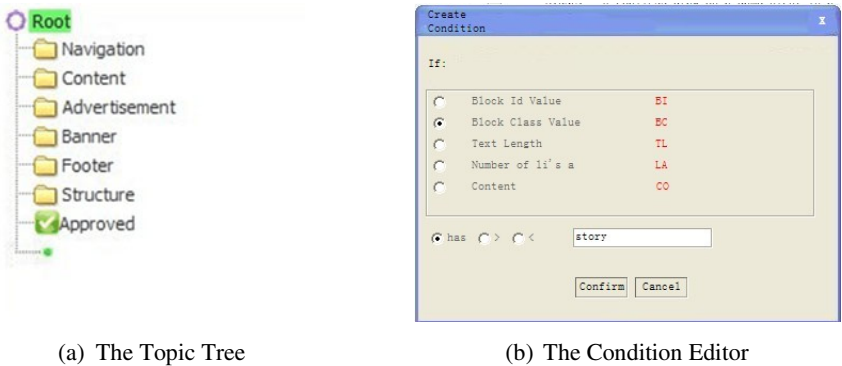 Root
Navigation
Content
Advertisement
Banner
Footer
Structure
Approved
(a) The Topic Tree
Create
Condition
x
If:
Block Id Value BI
Block Class Value BC
Text Length TL
Number of li's a LA
Content CO
has > < story
Confirm Cancel
(b) The Condition Editor